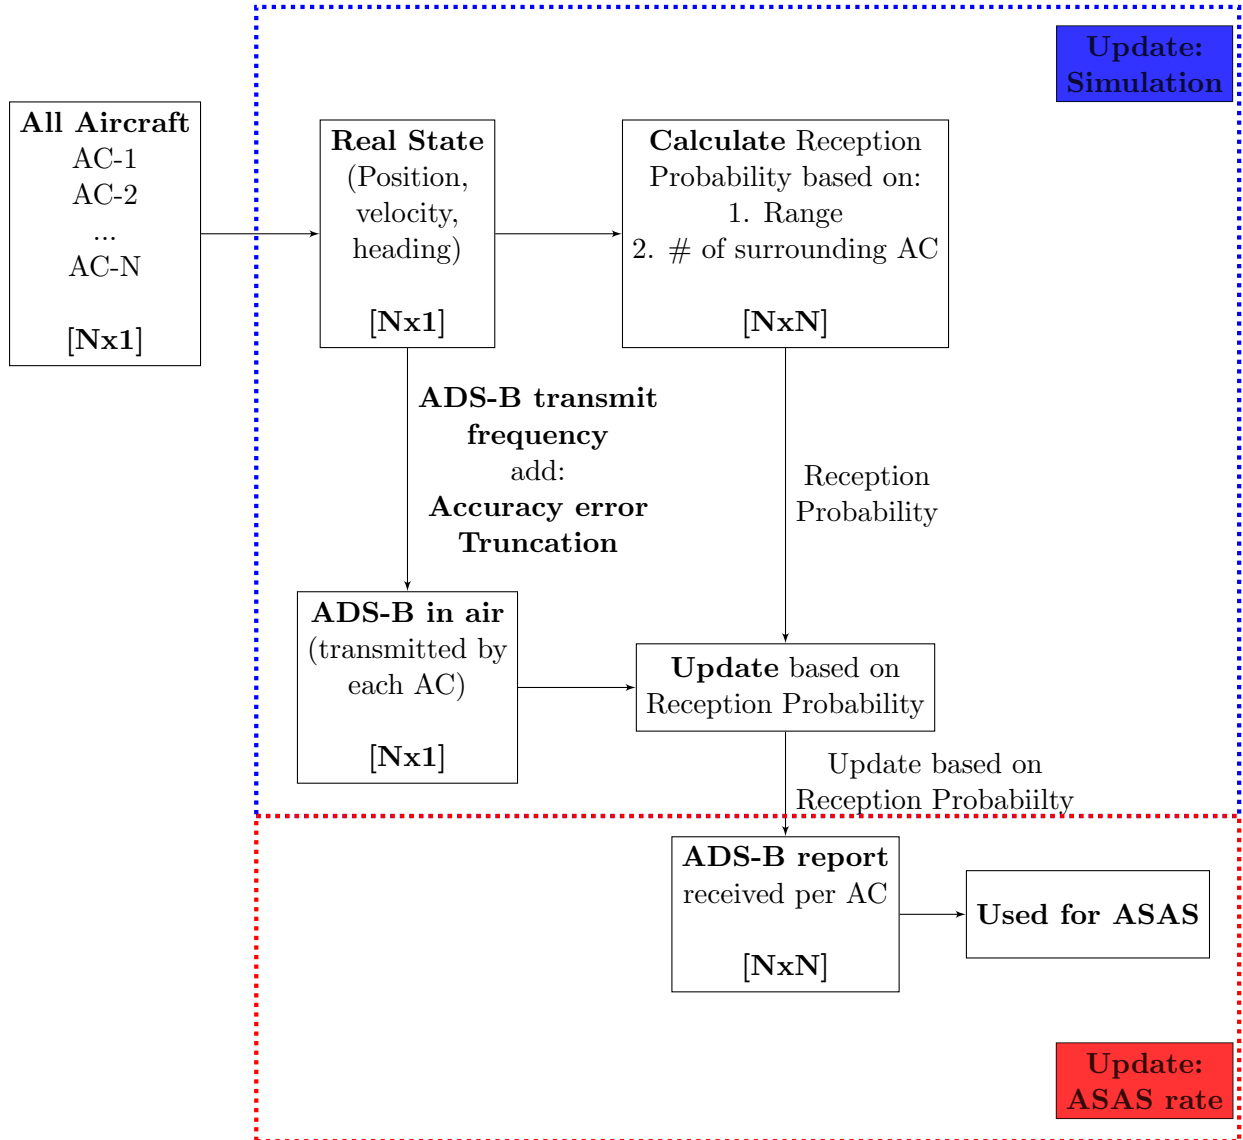 Update:
Simulation
All Aircraft
AC-1
AC-2
...
AC-N
[Nx1]
Real State
(Position,
velocity,
heading)
[Nx1]
Calculate Reception
Probability based on:
1. Range
2. # of surrounding AC
[NxN]
ADS-B transmit
frequency
add:
Accuracy error
Truncation
Reception
Probability
ADS-B in air
(transmitted by
each AC)
[Nx1]
Update based on
Reception Probability
Update based on
Reception Probabiilty
ADS-B report
received per AC
[NxN]
Used for ASAS
Update:
ASAS rate